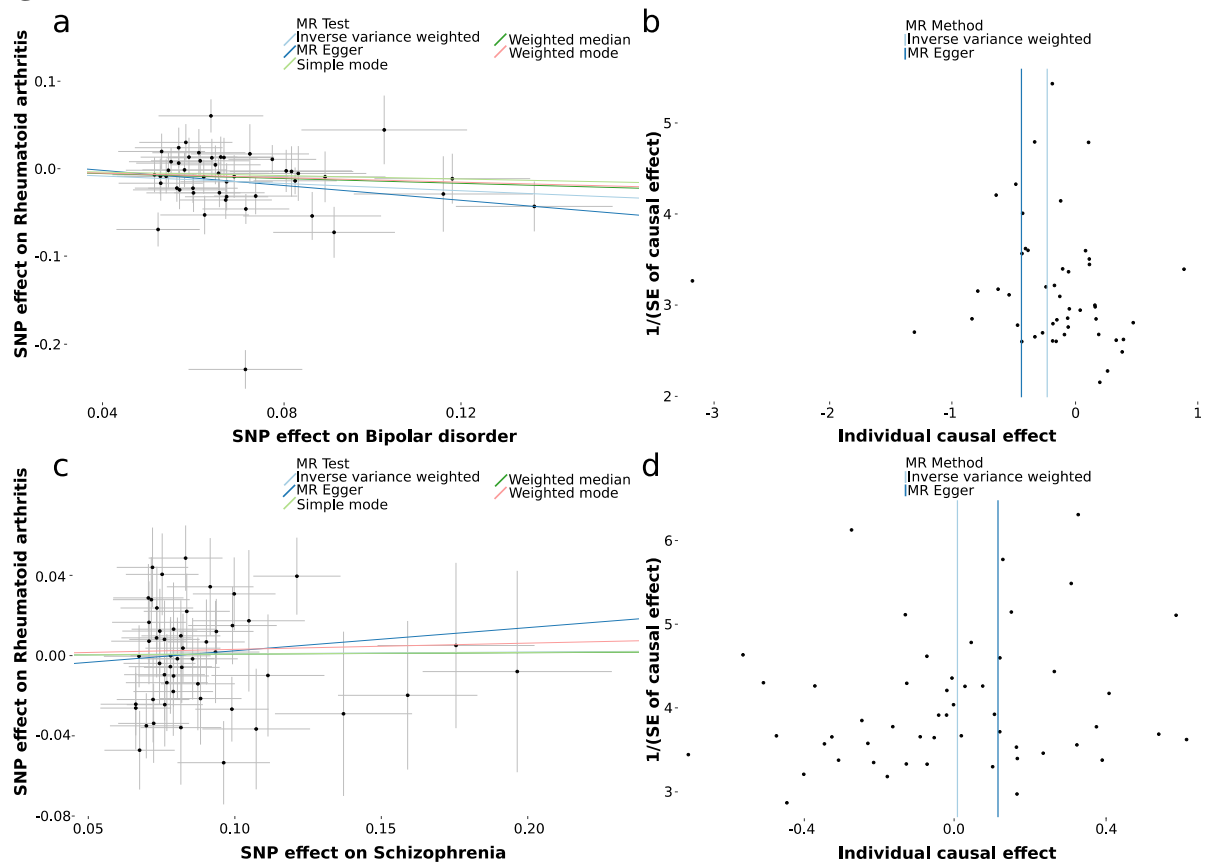 a
MR Test
Inverse variance weighted
MR Egger
Simple mode
Weighted median
Weighted mode
SNP effect on Rheumatoid arthritis
0.1
0.0
-0.1
-0.2
0.04
0.08
0.12
SNP effect on Bipolar disorder
b
MR Method
Inverse variance weighted
MR Egger
1/(SE of causal effect)
5
4
3
2
-3
-2
-1
0
1
Individual causal effect
c
MR Test
Inverse variance weighted
MR Egger
Simple mode
Weighted median
Weighted mode
SNP effect on Rheumatoid arthritis
0.04
0.00
-0.04
-0.08
0.05
0.10
0.15
0.20
SNP effect on Schizophrenia
d
MR Method
Inverse variance weighted
MR Egger
1/(SE of causal effect)
6
5
4
3
-0.4
0.0
0.4
Individual causal effect